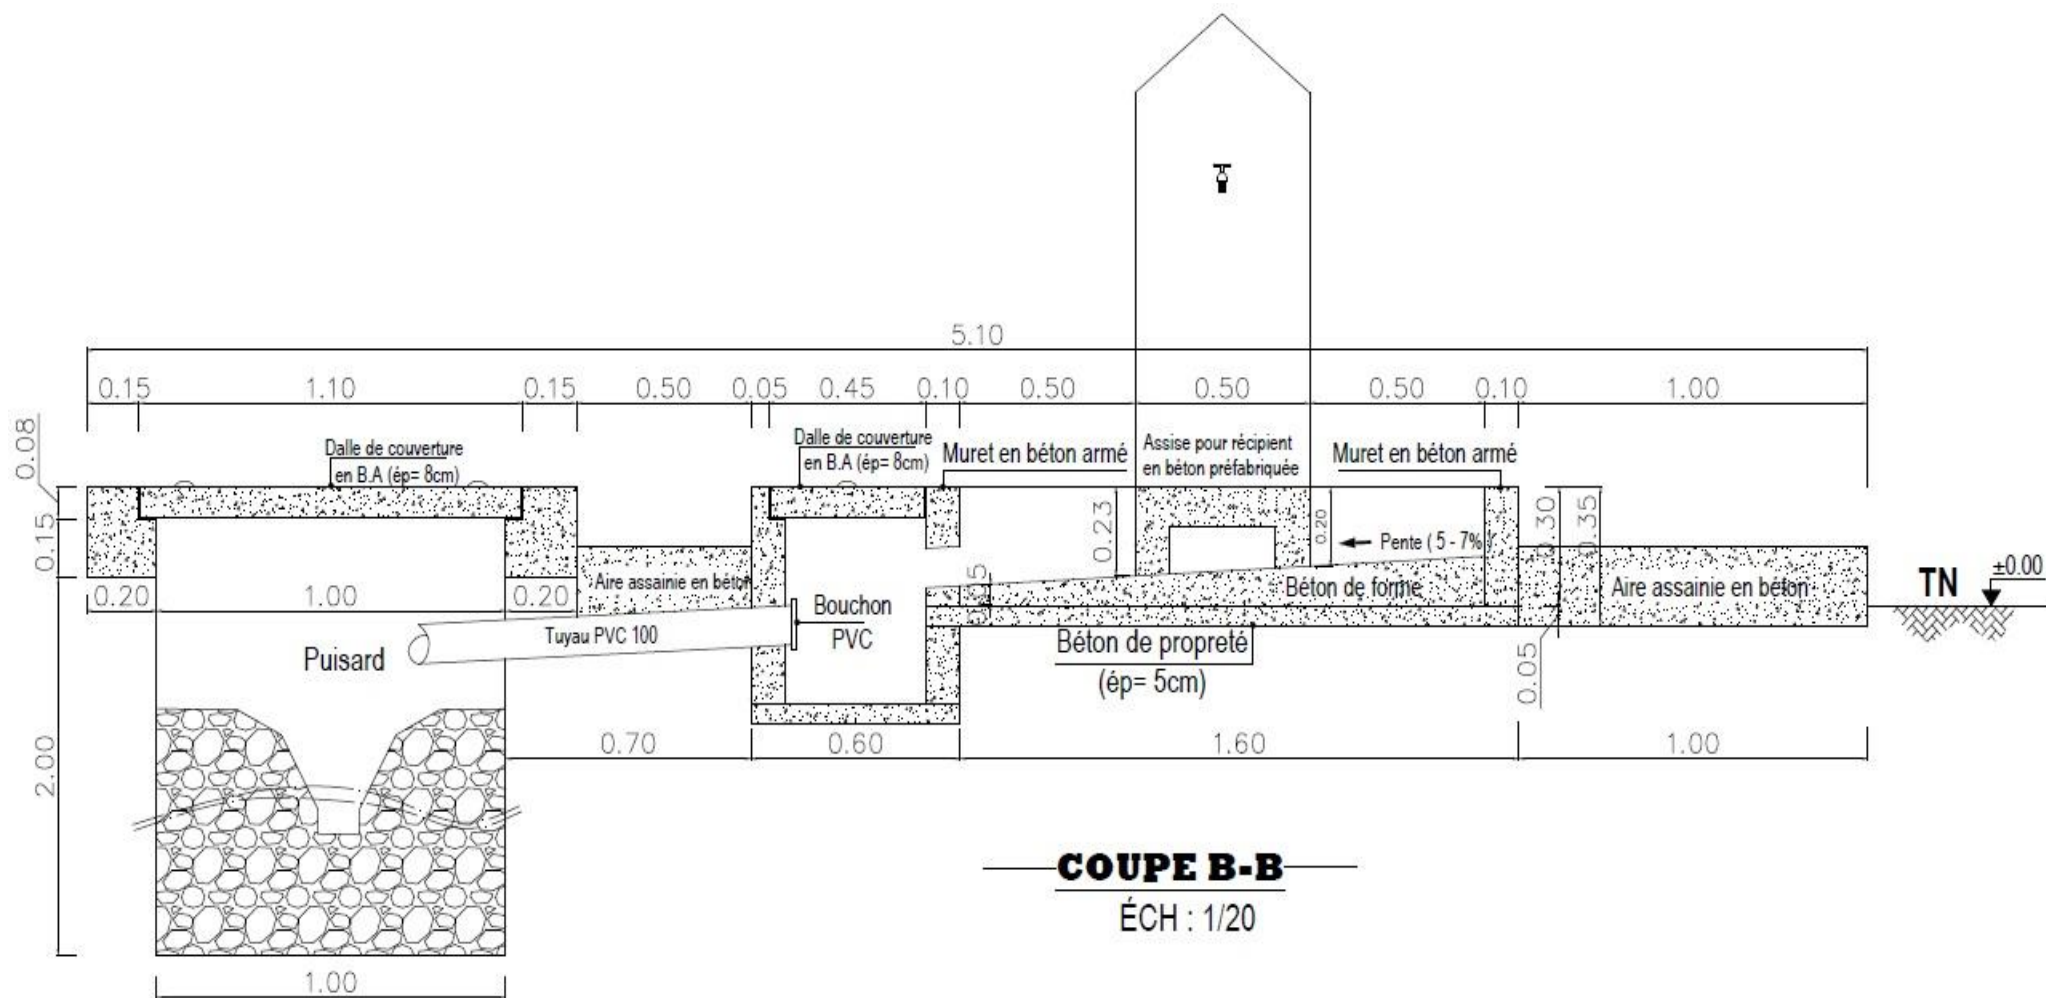 5.10
0.15 1.10 0.15 0.50 0.05 0.45 0.10 0.50 0.50 0.50 0.10 1.00
0.08
Dalle de couverture
en B.A (ép= 8cm)
Dalle de couverture
en B.A (ép= 8cm)
Muret en béton armé
Assise pour récipient
en béton préfabriquée
Muret en béton armé
0.15
0.23
0.20
Pente ( 5 - 7% )
0.30
0.35
0.20 1.00 0.20
Aire assainie en béton
Béton de forme
Aire assainie en béton
TN
±0.00
Bouchon
PVC
Tuyau PVC 100
Puisard
Béton de propreté
(ép= 5cm)
0.05
2.00
0.70 0.60 1.60 1.00
COUPE B-B
ÉCH : 1/20
1.00